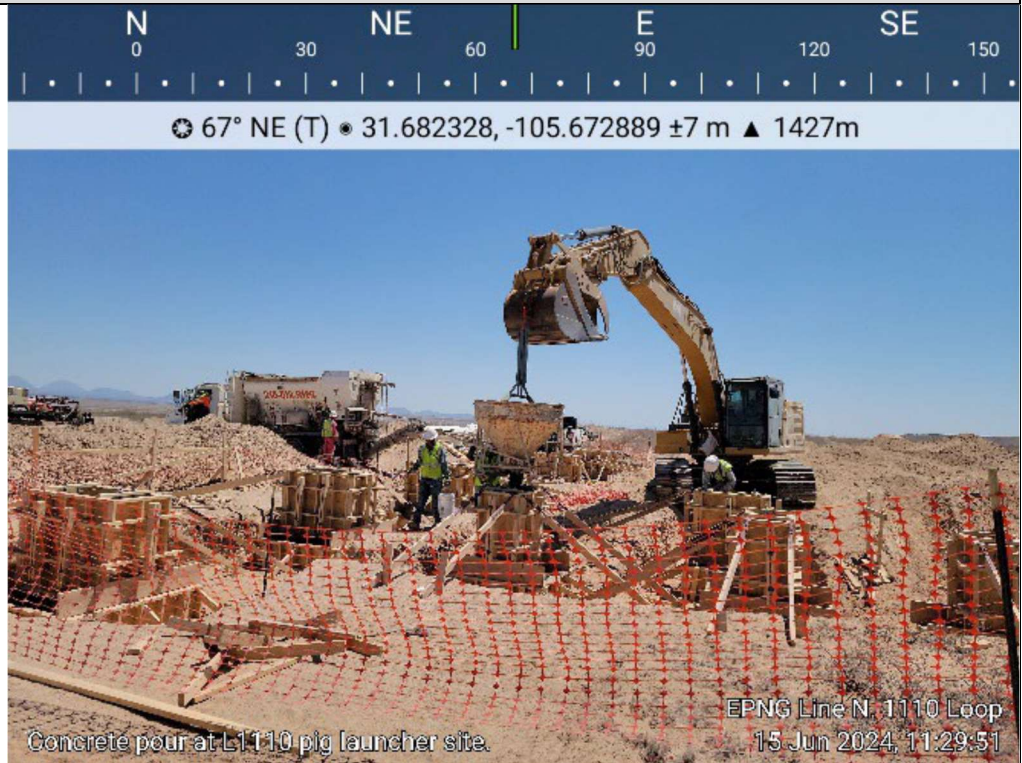 N NE E SE
0 30 60 90 120 150
67° NE (T) 31.682328, -105.672889 ±7 m ▲ 1427m
EPNG Line N, 1110 Loop
Concrete pour at L1110 pig launcher site. 15 Jun 2024, 11:29:51